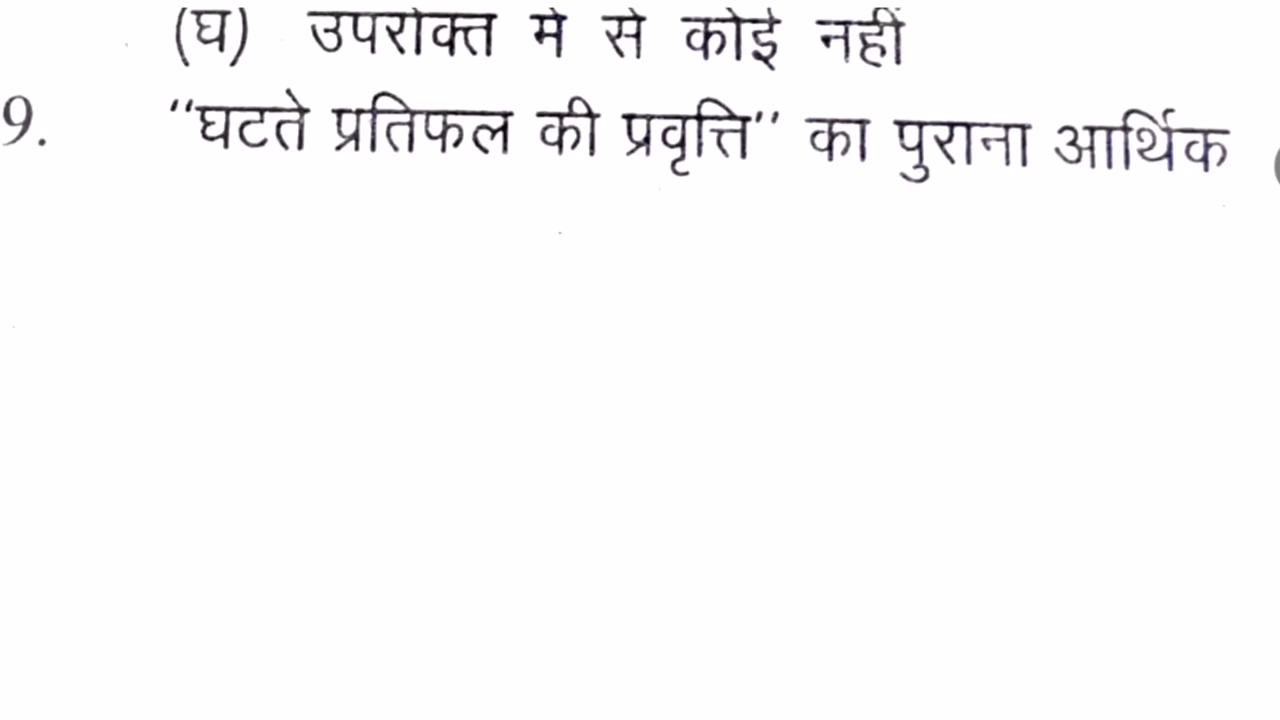 (घ) उपरोक्त में से कोई नहीं
9. “घटते प्रतिफल की प्रवृत्ति” का पुराना आर्थिक